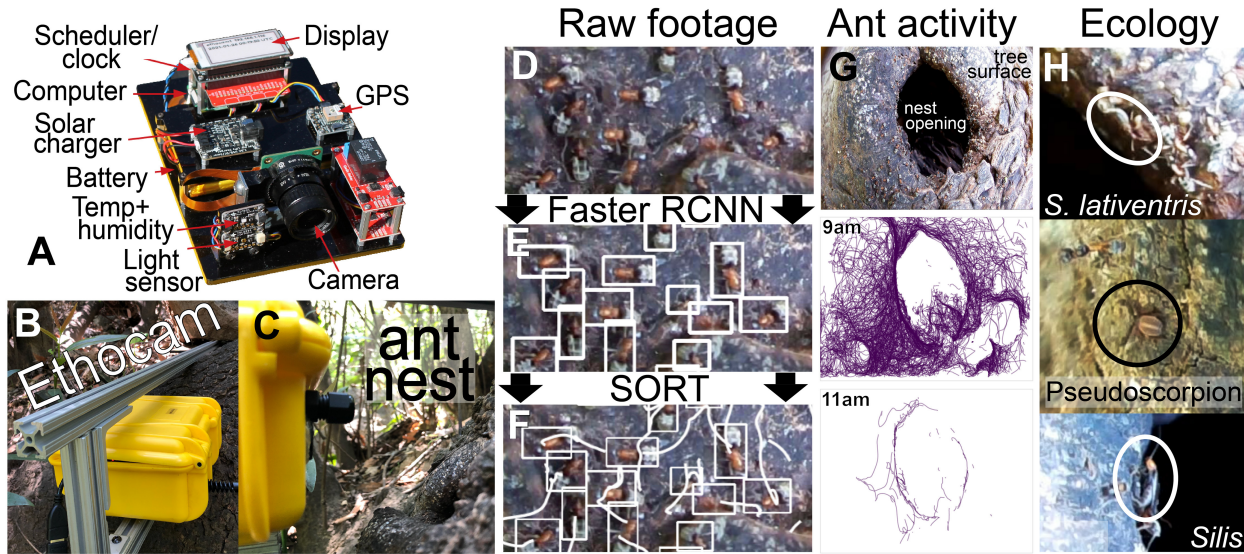 Raw footage
Ant activity
Ecology
Scheduler/
clock
Display
Computer
GPS
Solar
charger
Battery
Temp+
humidity
A
Light
sensor
Camera
B
Ethocam
C
ant
nest
D
Faster RCNN
E
SORT
F
G
tree
surface
nest
opening
9am
11am
H
S. lativentris
Pseudoscorpion
Silis